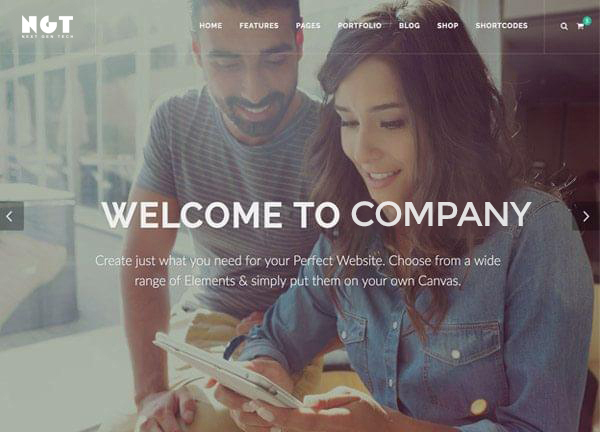 NGT
NEXT GEN TECH
HOME FEATURES PAGES PORTFOLIO BLOG SHOP SHORTCODES
WELCOME TO COMPANY
Create just what you need for your Perfect Website. Choose from a wide
range of Elements & simply put them on your own Canvas.